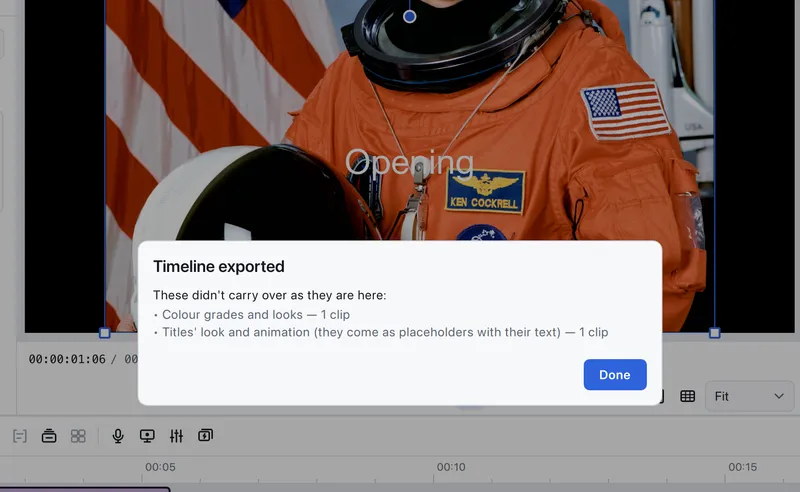 Opening
KEN COCKRELL
USA
Timeline exported
These didn't carry over as they are here:
• Colour grades and looks — 1 clip
• Titles' look and animation (they come as placeholders with their text) — 1 clip
Done
00:00:01:06 / 00
Fit
00:05
00:10
00:15